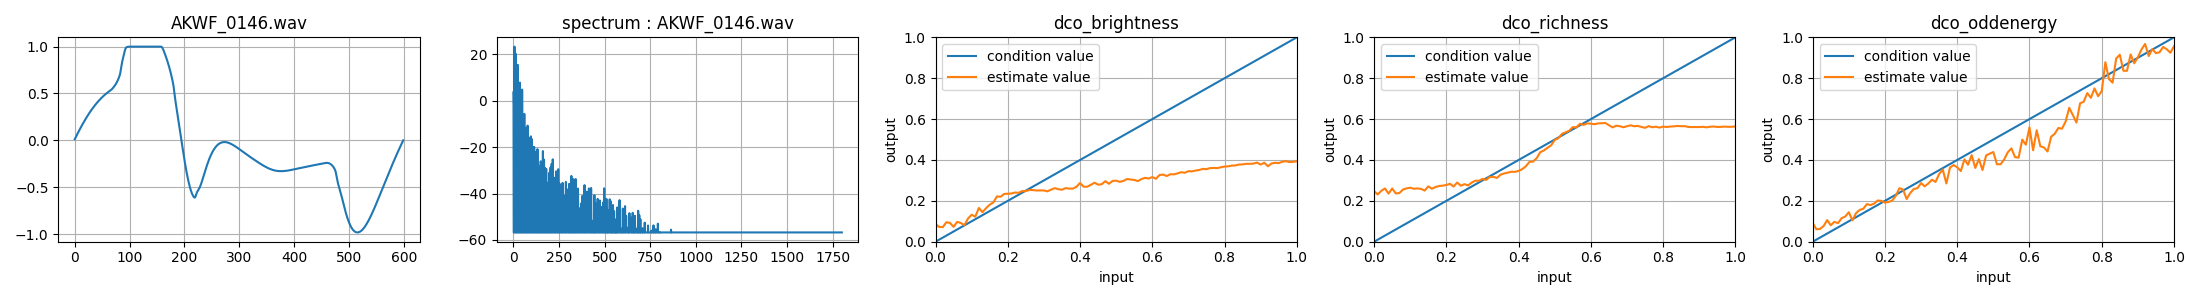 AKWF_0146.wav
1.0
0.5
0.0
−0.5
−1.0
0 100 200 300 400 500 600
spectrum : AKWF_0146.wav
20
0
−20
−40
−60
0 250 500 750 1000 1250 1500 1750
dco_brightness
condition value
estimate value
output
1.0
0.8
0.6
0.4
0.2
0.0
0.0 0.2 0.4 0.6 0.8 1.0
input
dco_richness
condition value
estimate value
output
1.0
0.8
0.6
0.4
0.2
0.0
0.0 0.2 0.4 0.6 0.8 1.0
input
dco_oddenergy
condition value
estimate value
output
1.0
0.8
0.6
0.4
0.2
0.0
0.0 0.2 0.4 0.6 0.8 1.0
input